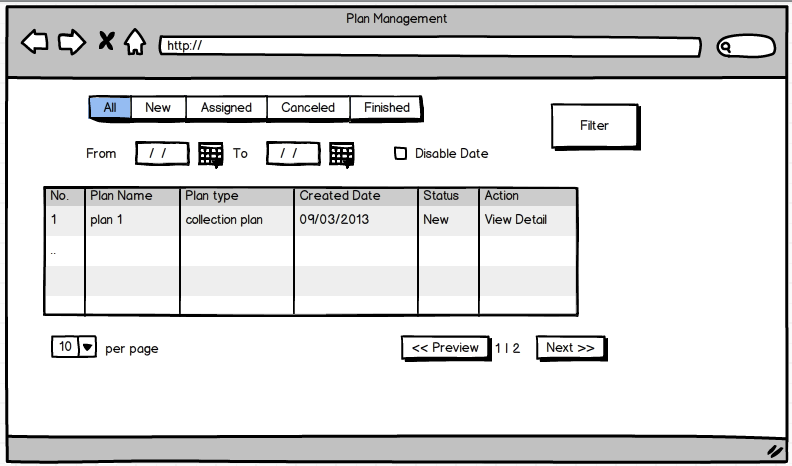 Plan Management
http://
All New Assigned Canceled Finished
Filter
From / / To / / Disable Date
No. Plan Name Plan type Created Date Status Action
1 plan 1 collection plan 09/03/2013 New View Detail
..
10 per page << Preview 1 | 2 Next >>